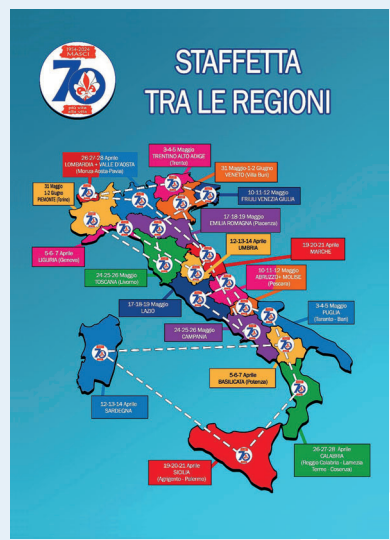 1954-2024
MASCI
70
STAFFETTA
TRA LE REGIONI
3-4-5 Maggio
TRENTINO ALTO ADIGE
(Trento)
26-27-28 Aprile
LOMBARDIA + VALLE D'AOSTA
(Monza-Aosta-Pavia)
31 Maggio-1-2 Giugno
VENETO (Villa Buri)
31 Maggio
1-2 Giugno
PIEMONTE (Torino)
10-11-12 Maggio
FRIULI VENEZIA GIULIA
17-18-19 Maggio
EMILIA ROMAGNA (Piacenza)
5-6-7 Aprile
LIGURIA (Genova)
12-13-14 Aprile
UMBRIA
19-20-21 Aprile
MARCHE
24-25-26 Maggio
TOSCANA (Livorno)
10-11-12 Maggio
ABRUZZO + MOLISE
(Pescara)
17-18-19 Maggio
LAZIO
3-4-5 Maggio
PUGLIA
(Taranto - Bari)
24-25-26 Maggio
CAMPANIA
5-6-7 Aprile
BASILICATA (Potenza)
12-13-14 Aprile
SARDEGNA
26-27-28 Aprile
CALABRIA
(Reggio Calabria - Lamezia
Terme - Cosenza)
19-20-21 Aprile
SICILIA
(Agrigento - Palermo)